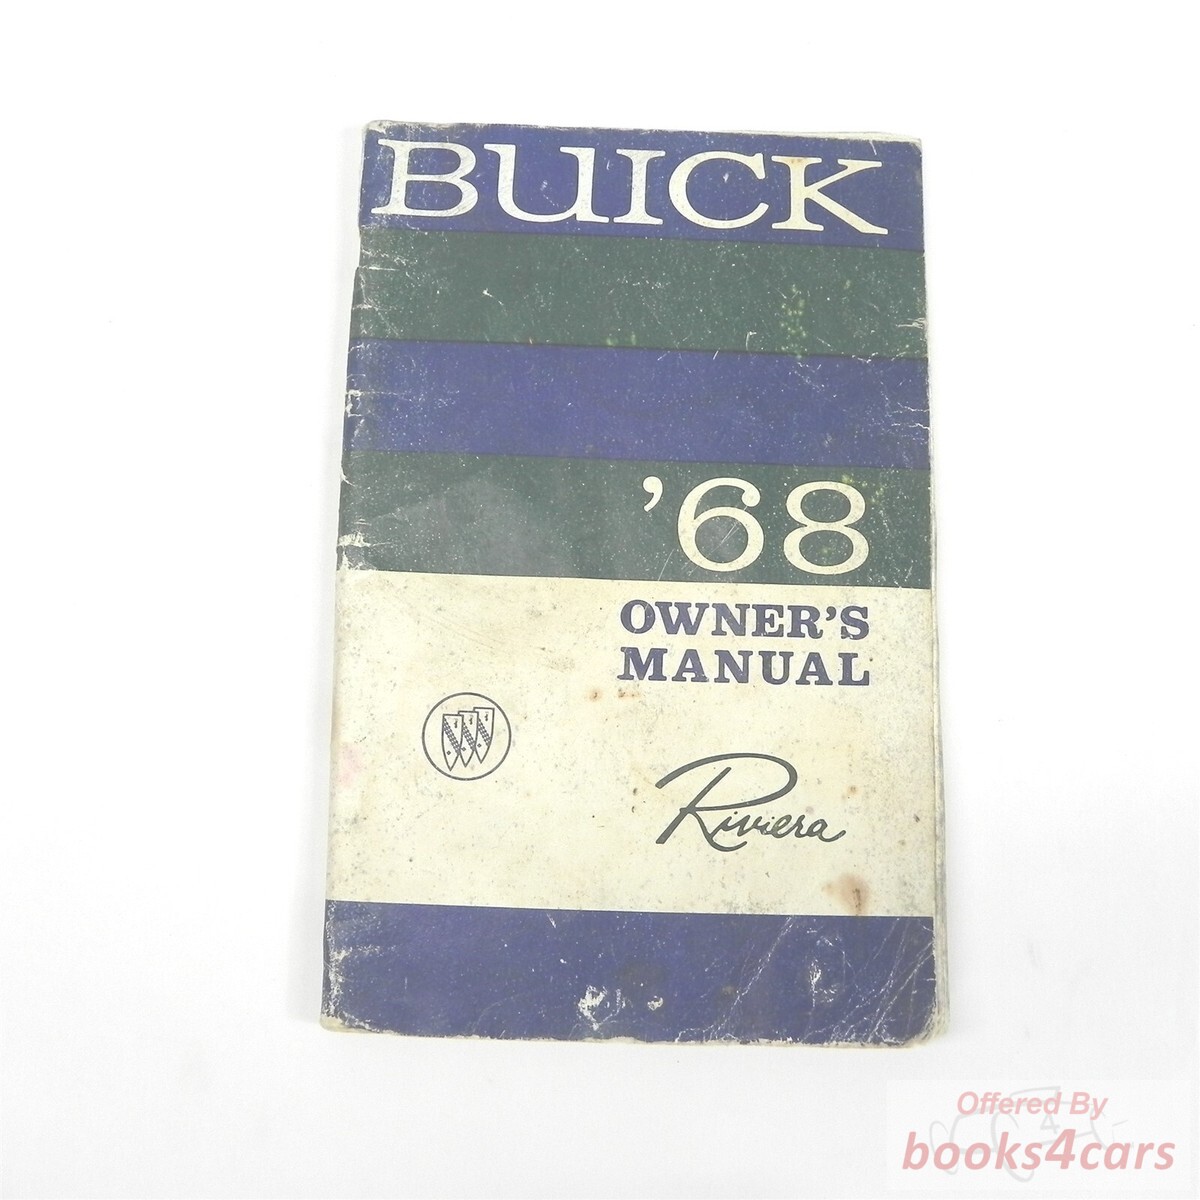 BUICK
’68
OWNER’S
MANUAL
Riviera
Offered By
books4cars